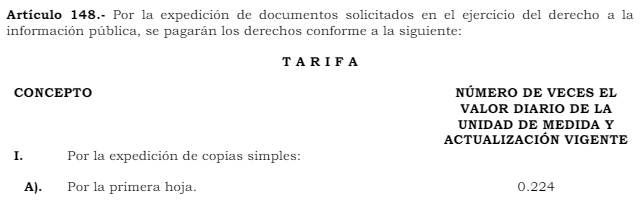 Artículo 148.- Por la expedición de documentos solicitados en el ejercicio del derecho a la
información pública, se pagarán los derechos conforme a la siguiente:
T A R I F A
CONCEPTO
NÚMERO DE VECES EL
VALOR DIARIO DE LA
UNIDAD DE MEDIDA Y
ACTUALIZACIÓN VIGENTE
I. Por la expedición de copias simples:
A). Por la primera hoja. 0.224